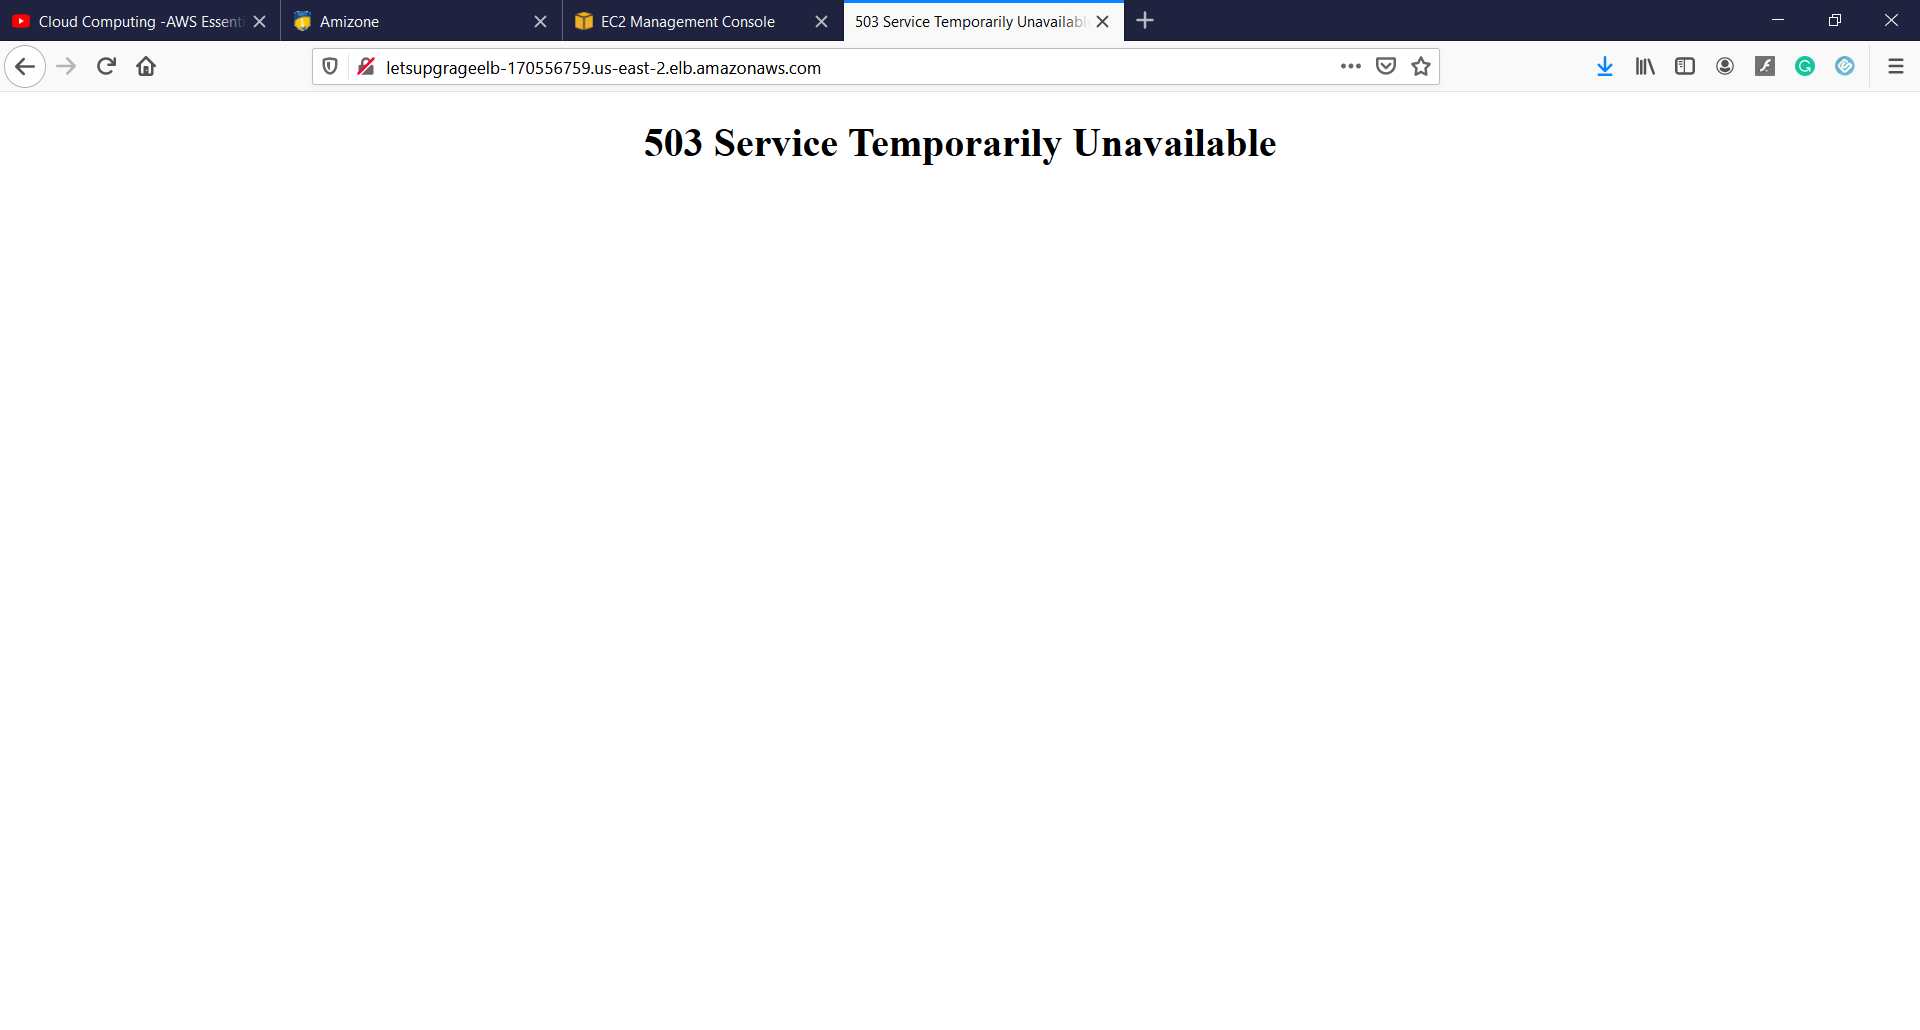 Cloud Computing -AWS Essenti
Amizone
EC2 Management Console
503 Service Temporarily Unavailabl
letsupgrageelb-170556759.us-east-2.elb.amazonaws.com
503 Service Temporarily Unavailable